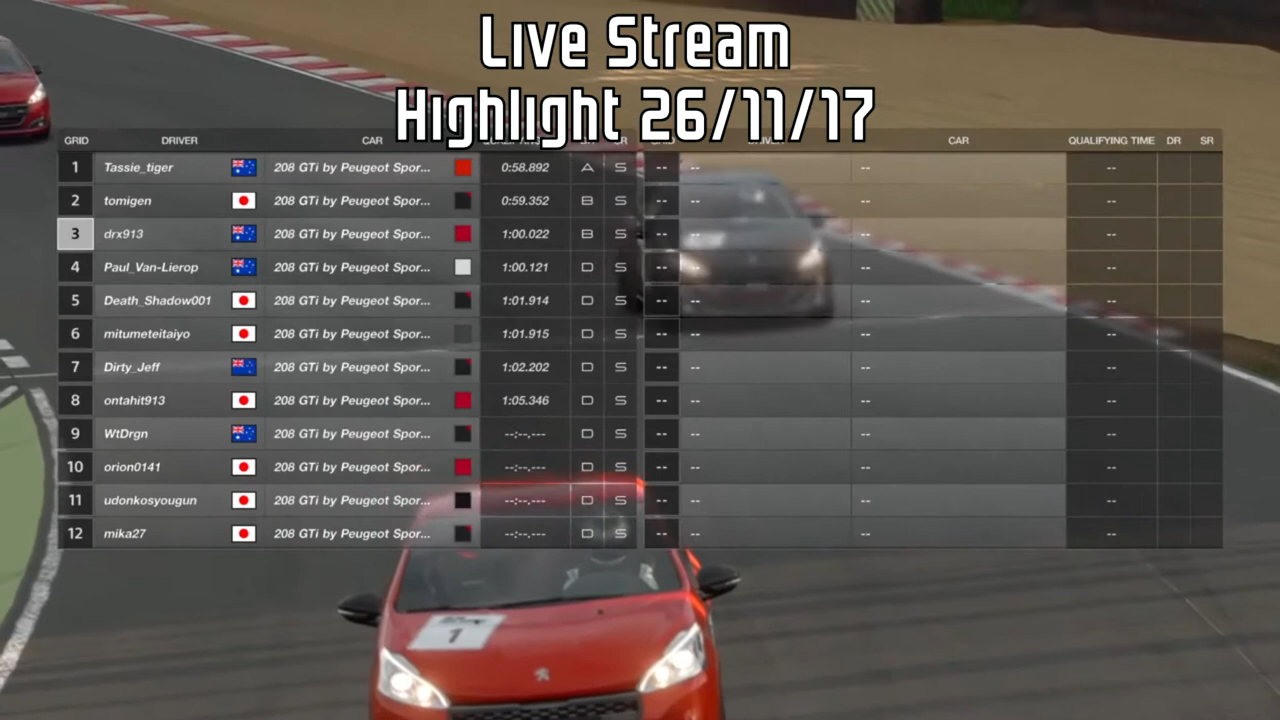 Live Stream
Highlight 26/11/17
GRID DRIVER CAR DRIVER CAR QUALIFYING TIME DR SR
1 Tassie_tiger 208 GTi by Peugeot Spor... 0:58.892 A S -- -- -- --
2 tomigen 208 GTi by Peugeot Spor... 0:59.352 B S -- -- -- --
3 drx913 208 GTi by Peugeot Spor... 1:00.022 B S -- -- -- --
4 Paul_Van-Lierop 208 GTi by Peugeot Spor... 1:00.121 D S -- -- -- --
5 Death_Shadow001 208 GTi by Peugeot Spor... 1:01.914 D S -- -- -- --
6 mitumeteitaiyo 208 GTi by Peugeot Spor... 1:01.915 D S -- -- -- --
7 Dirty_Jeff 208 GTi by Peugeot Spor... 1:02.202 D S -- -- -- --
8 ontahit913 208 GTi by Peugeot Spor... 1:05.346 D S -- -- -- --
9 WtDrgn 208 GTi by Peugeot Spor... --:--.--- D S -- -- -- --
10 orion0141 208 GTi by Peugeot Spor... --:--.--- D S -- -- -- --
11 udonkosyougun 208 GTi by Peugeot Spor... --:--.--- D S -- -- -- --
12 mika27 208 GTi by Peugeot Spor... --:--.--- D S -- -- -- --
1